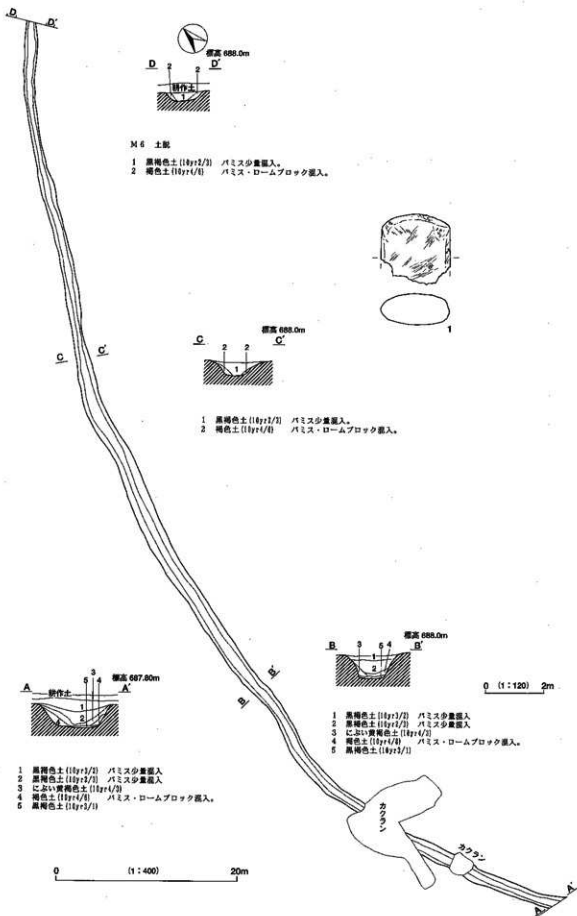 D D′
標高 688.0m
D 2 2 D′
耕作土
1
M6 土説
1 黒褐色土(10yr2/3) パミス少量混入。
2 褐色土(10yr4/6) パミス・ロームブロック混入。
1
標高 688.0m
C 2 2 C′
1
C C′
1 黒褐色土(10yr2/3) パミス少量混入。
2 褐色土(10yr4/6) パミス・ロームブロック混入。
標高 688.0m
B 3 5 4 B′
1
2
B B′
0 (1:120) 2m
1 黒褐色土(10yr3/2) パミス少量混入
2 黒褐色土(10yr2/3) パミス少量混入
3 にぶい黄褐色土(10yr4/3)
4 褐色土(10yr4/6) パミス・ロームブロック混入。
5 黒褐色土(10yr3/1)
標高 687.80m
A 5 3 4 A′
耕作土
1
2
4
1 黒褐色土(10yr3/2) パミス少量混入
2 黒褐色土(10yr2/3) パミス少量混入
3 にぶい黄褐色土(10yr4/3)
4 褐色土(10yr4/6) パミス・ロームブロック混入。
5 黒褐色土(10yr3/1)
カクラン
カクラン
0 (1:400) 20m
A A′